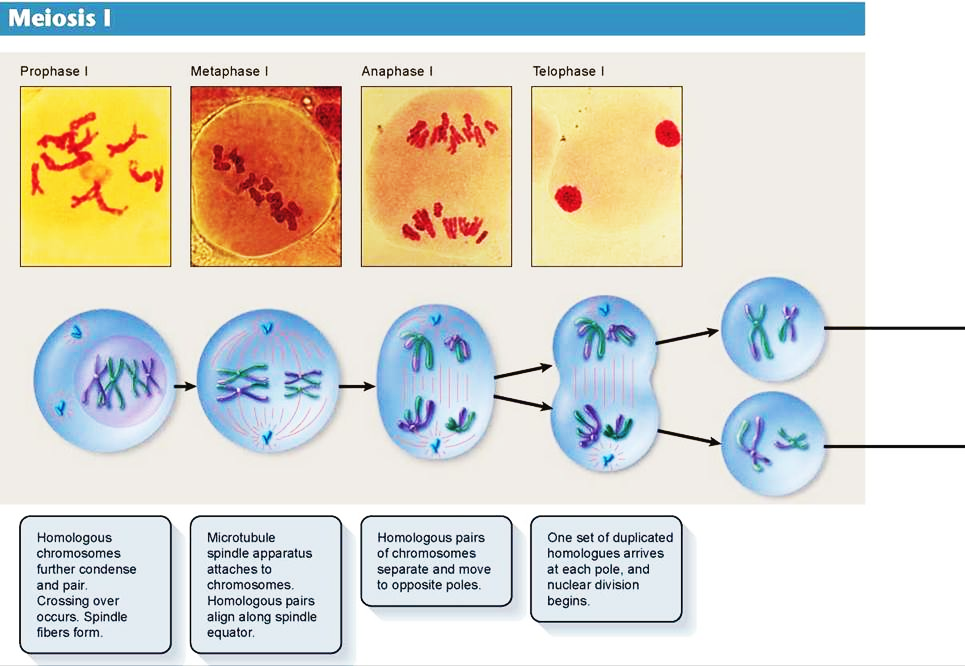 Meiosis I
Prophase I
Metaphase I
Anaphase I
Telophase I
Homologous
chromosomes
further condense
and pair.
Crossing over
occurs. Spindle
fibers form.
Microtubule
spindle apparatus
attaches to
chromosomes.
Homologous pairs
align along spindle
equator.
Homologous pairs
of chromosomes
separate and move
to opposite poles.
One set of duplicated
homologues arrives
at each pole, and
nuclear division
begins.